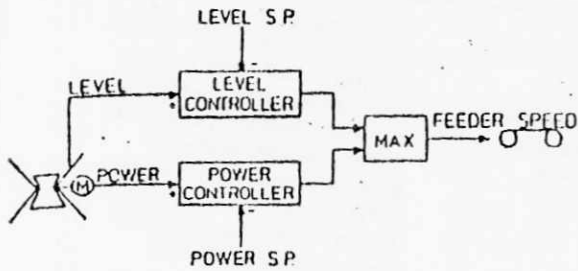 LEVEL S.P.
LEVEL
LEVEL
CONTROLLER
MAX
FEEDER SPEED
M
POWER
POWER
CONTROLLER
POWER S.P.